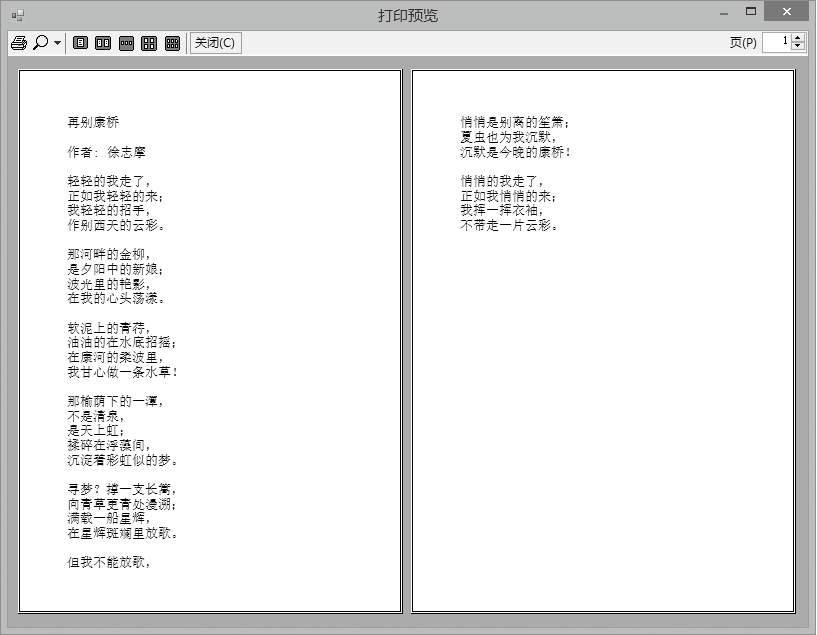 打印预览
关闭(C)
页(P)
1
再别康桥
作者: 徐志摩
轻轻的我走了,
正如我轻轻的来;
我轻轻的招手,
作别西天的云彩。
那河畔的金柳,
是夕阳中的新娘;
波光里的艳影,
在我的心头荡漾。
软泥上的青荇,
油油的在水底招摇;
在康河的柔波里,
我甘心做一条水草!
那榆荫下的一潭,
不是清泉,
是天上虹;
揉碎在浮藻间,
沉淀着彩虹似的梦。
寻梦? 撑一支长篙,
向青草更青处漫溯;
满载一船星辉,
在星辉斑斓里放歌。
但我不能放歌,
悄悄是别离的笙箫;
夏虫也为我沉默,
沉默是今晚的康桥!
悄悄的我走了,
正如我悄悄的来;
我挥一挥衣袖,
不带走一片云彩。